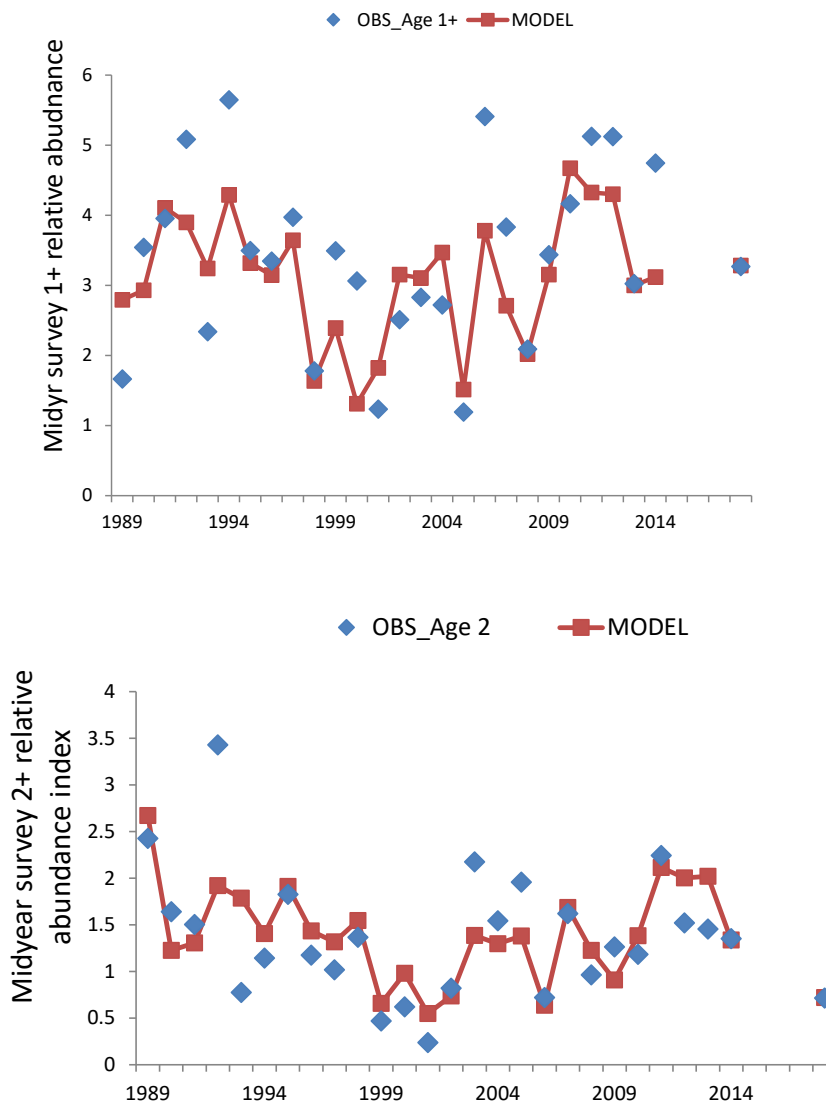 OBS_Age 1+ MODEL
Midyr survey 1+ relative abudnance
6
5
4
3
2
1
0
1989 1994 1999 2004 2009 2014
OBS_Age 2 MODEL
Midyear survey 2+ relative
abundance index
4
3.5
3
2.5
2
1.5
1
0.5
0
1989 1994 1999 2004 2009 2014